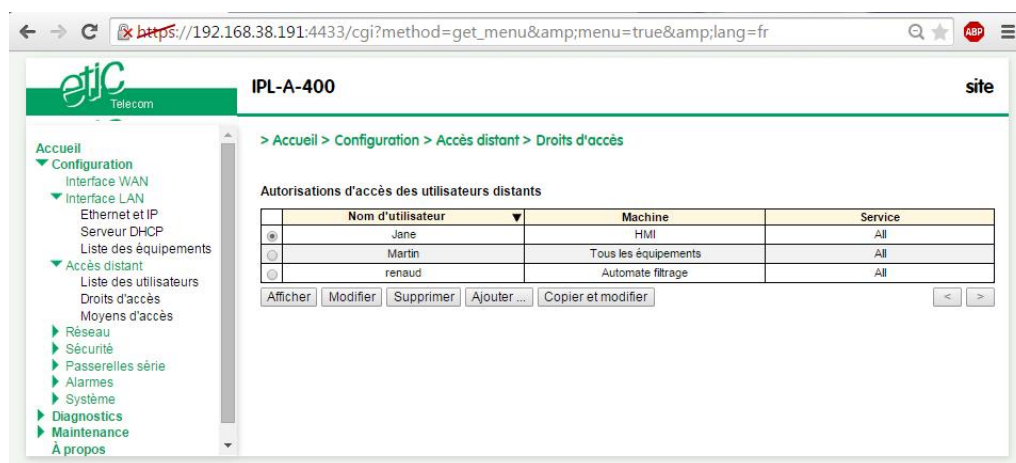 https://192.168.38.191:4433/cgi?method=get_menu&amp;menu=true&amp;lang=fr
ABP
etic
Telecom
IPL-A-400
site
Accueil
Configuration
Interface WAN
Interface LAN
Ethernet et IP
Serveur DHCP
Liste des équipements
Accès distant
Liste des utilisateurs
Droits d'accès
Moyens d'accès
Réseau
Sécurité
Passerelles série
Alarmes
Système
Diagnostics
Maintenance
À propos
> Accueil > Configuration > Accès distant > Droits d'accès
Autorisations d'accès des utilisateurs distants
Nom d'utilisateur ▼ Machine Service
Jane HMI All
Martin Tous les équipements All
renaud Automate filtrage All
Afficher Modifier Supprimer Ajouter ... Copier et modifier < >